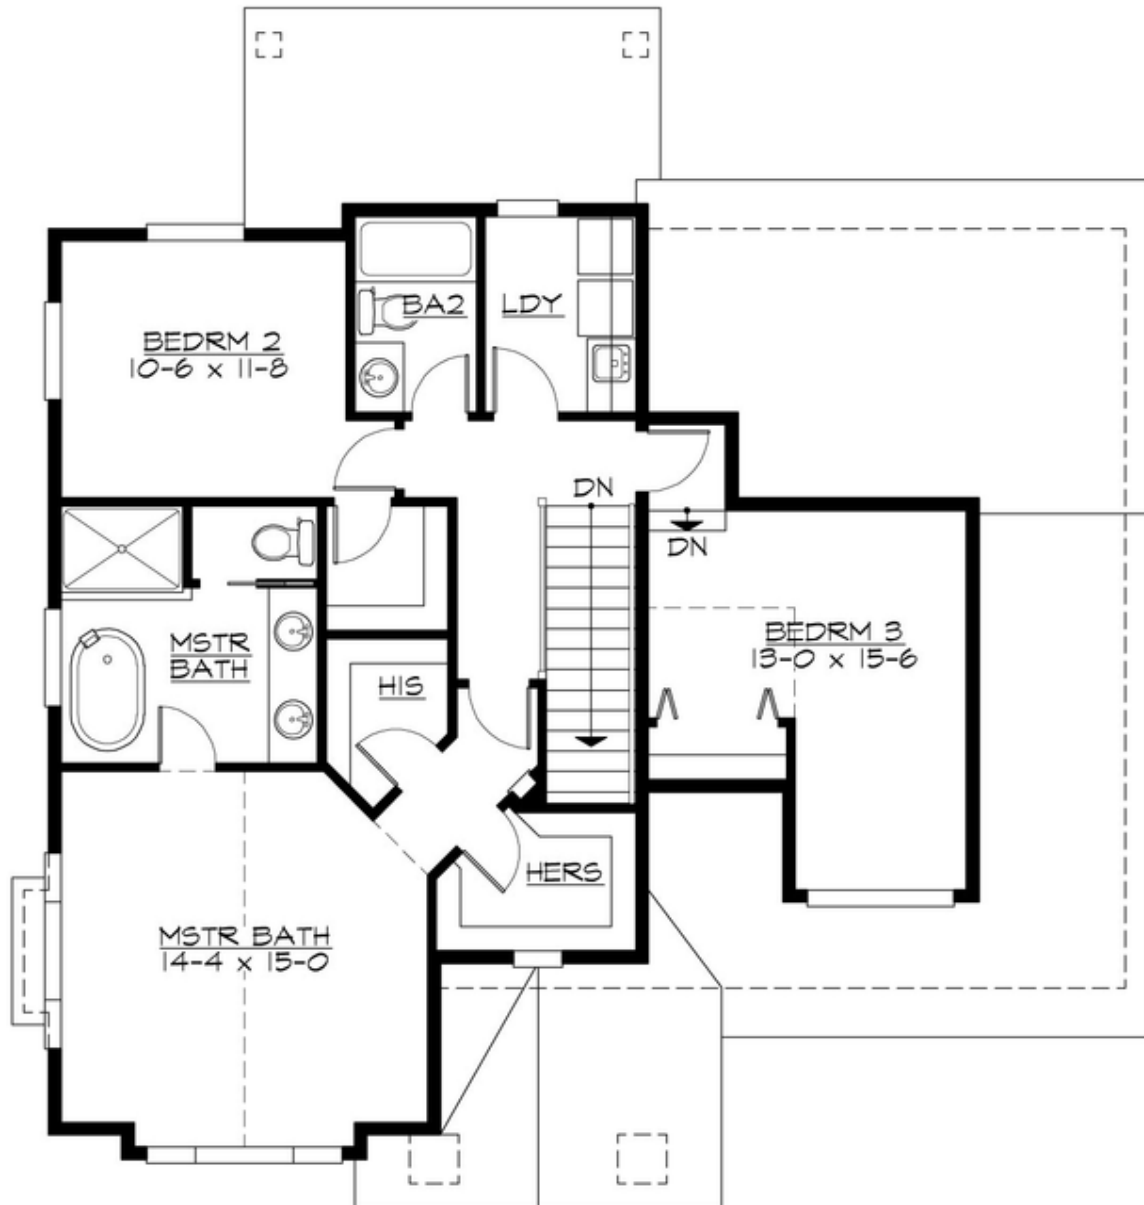 BA2
LDY
BEDRM 2
10-6 x 11-8
DN
DN
BEDRM 3
13-0 x 15-6
MSTR
BATH
HIS
HERS
MSTR BATH
14-4 x 15-0